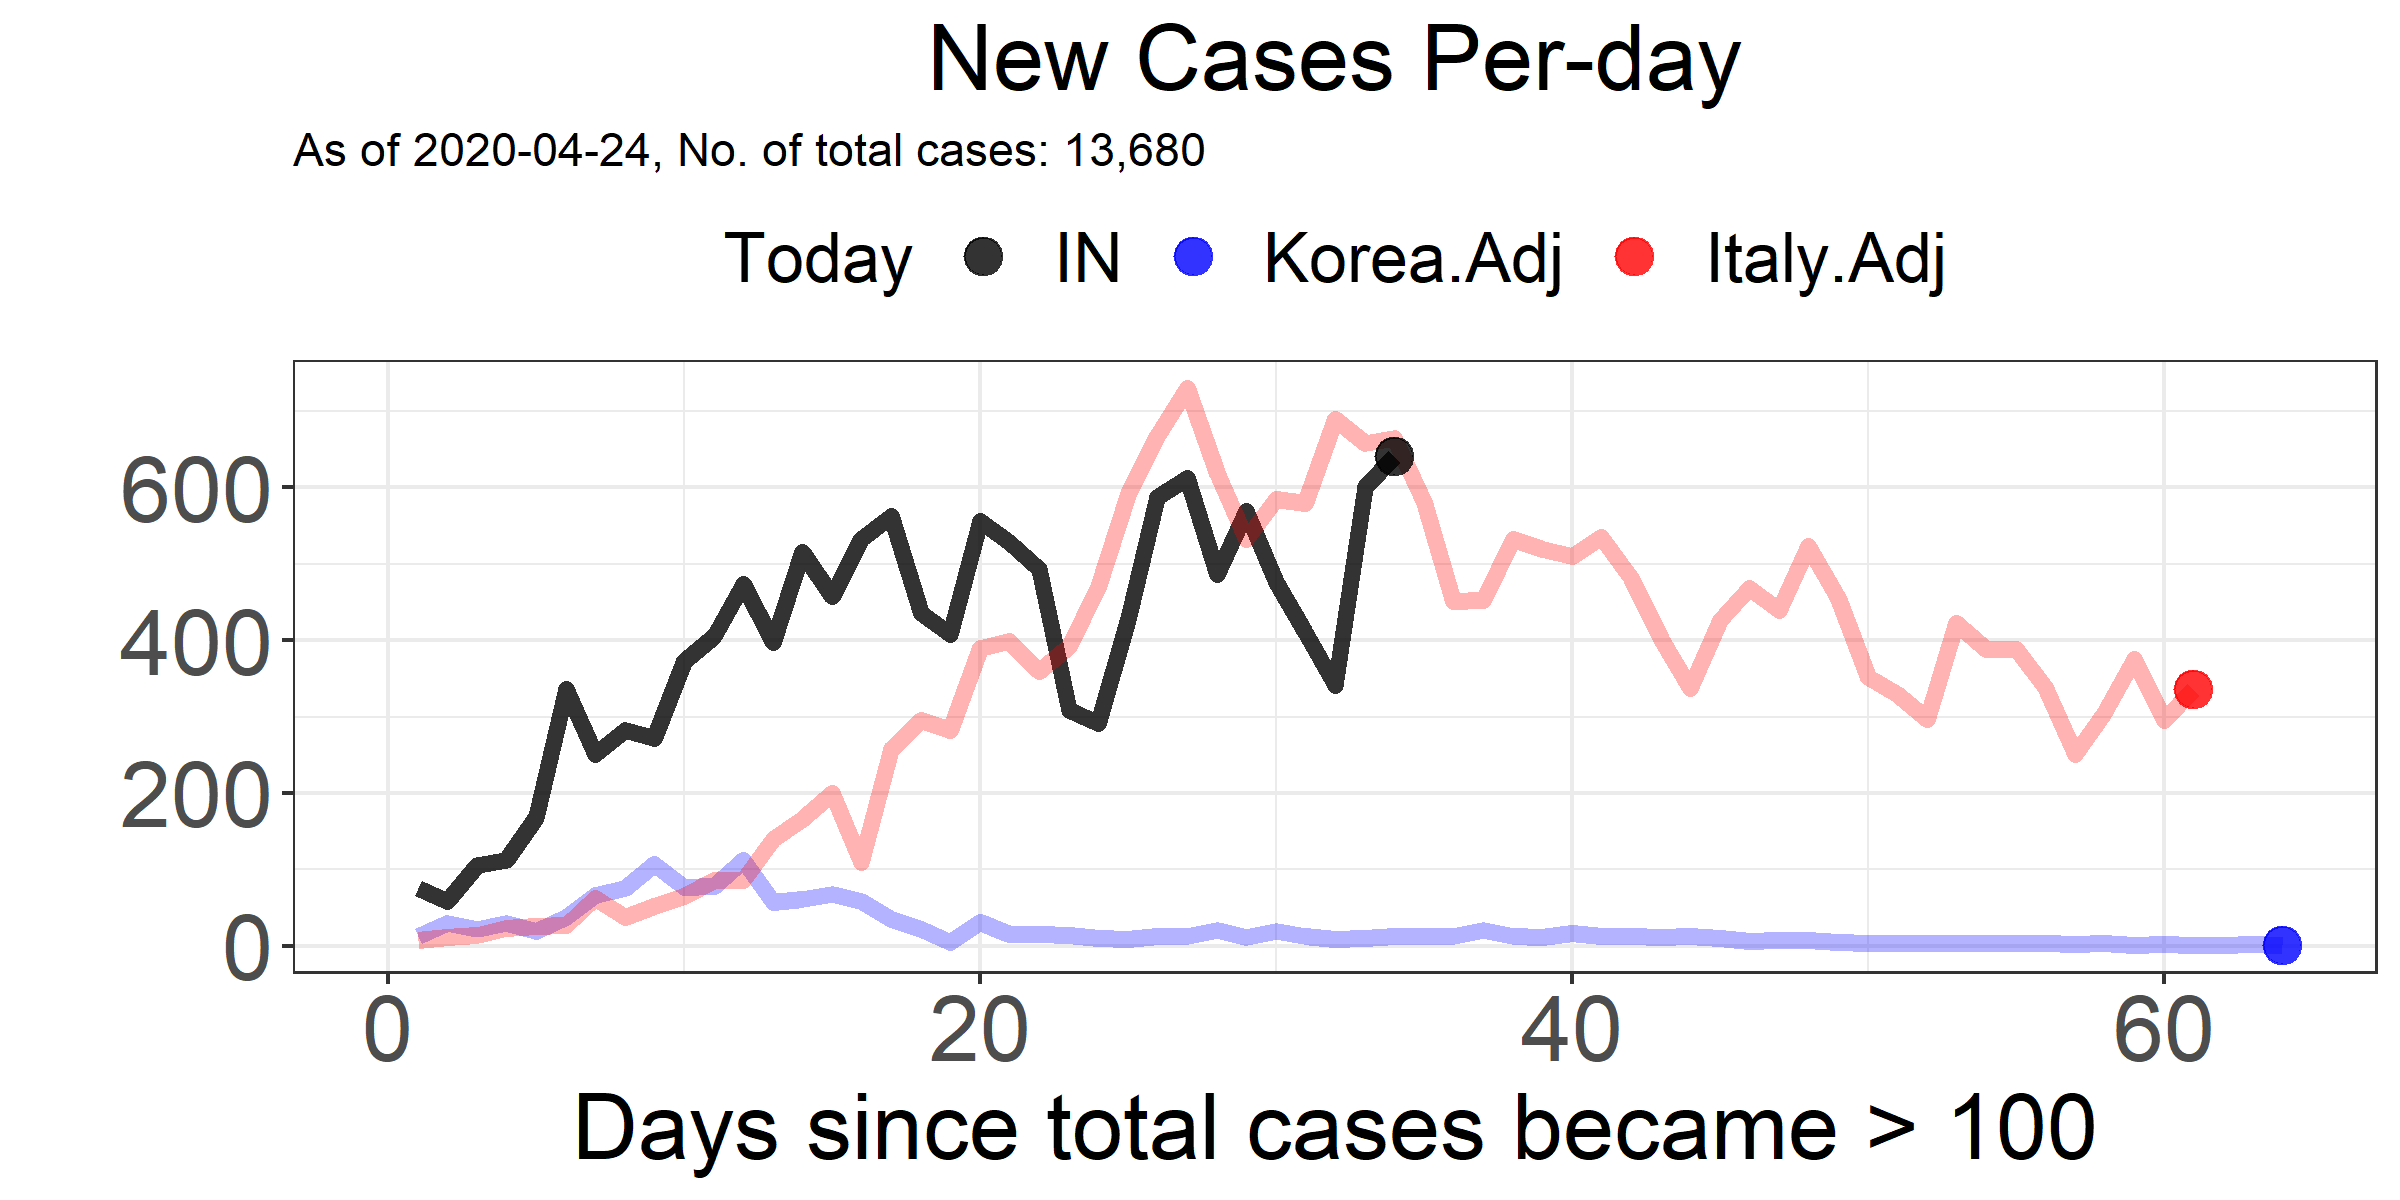 New Cases Per-day
As of 2020-04-24, No. of total cases: 13,680
Today IN Korea.Adj Italy.Adj
600
400
200
0
0 20 40 60
Days since total cases became > 100